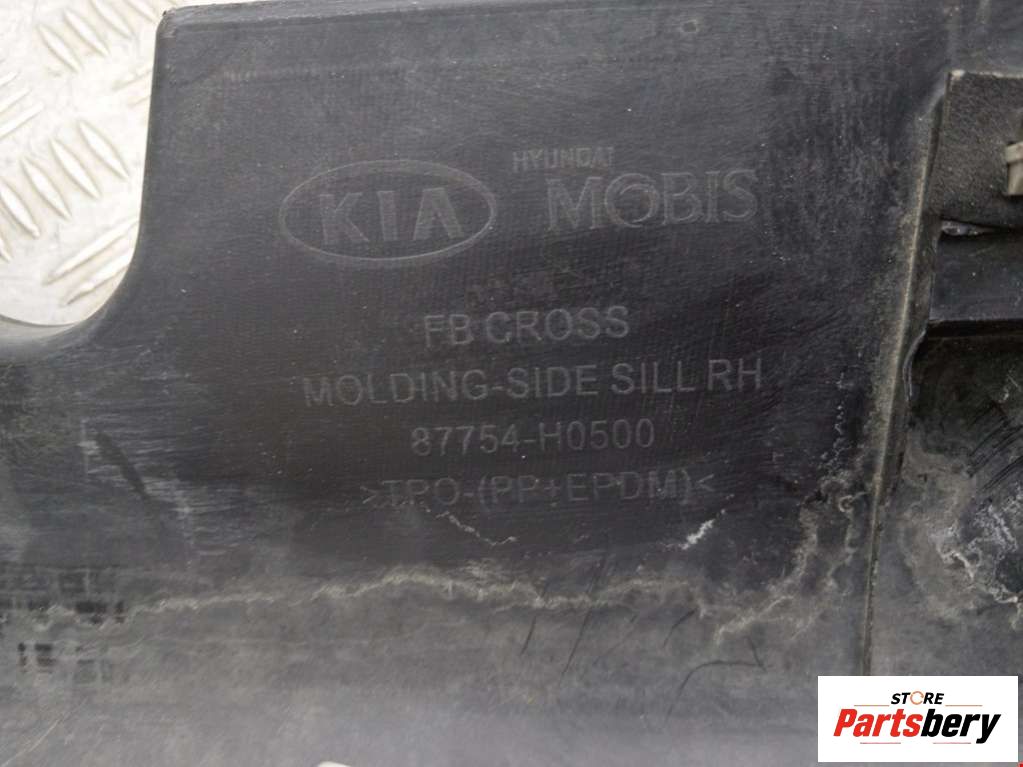 KIA
HYUNDAI
MOBIS
FB CROSS
MOLDING-SIDE SILL RH
87754-H0500
>TPO-(PP+EPDM)<
STORE
Partsbery